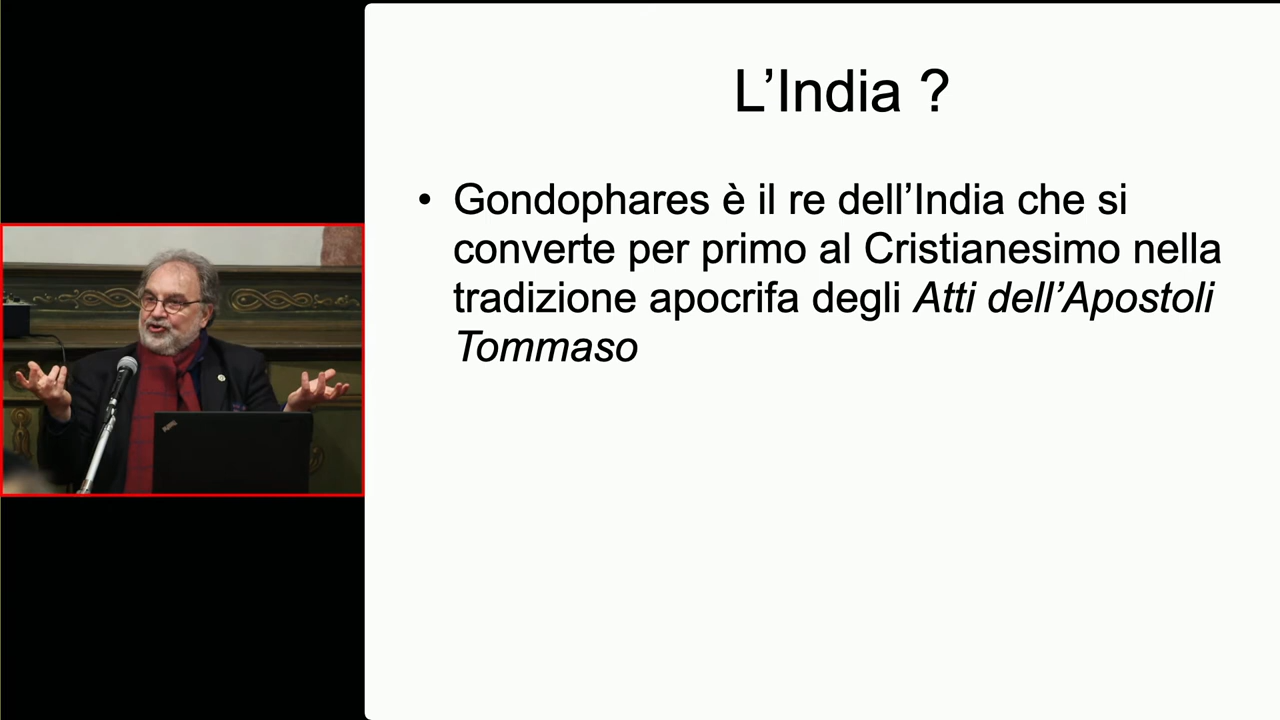 L’India ?
• Gondophares è il re dell’India che si
converte per primo al Cristianesimo nella
tradizione apocrifa degli Atti dell’Apostoli
Tommaso